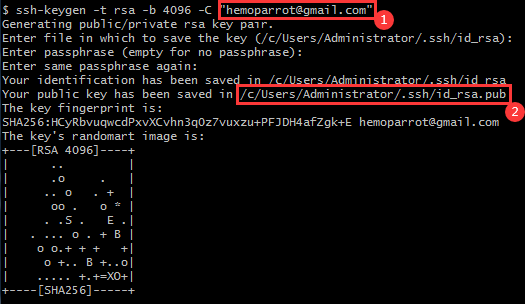 $ ssh-keygen -t rsa -b 4096 -C "hemoparrot@gmail.com"
1
Generating public/private rsa key pair.
Enter file in which to save the key (/c/Users/Administrator/.ssh/id_rsa):
Enter passphrase (empty for no passphrase):
Enter same passphrase again:
Your identification has been saved in /c/Users/Administrator/.ssh/id_rsa
Your public key has been saved in /c/Users/Administrator/.ssh/id_rsa.pub
2
The key fingerprint is:
SHA256:HCyRbvuqwcdPxvXCvhn3qOz7vuxzu+PFJDH4afZgk+E hemoparrot@gmail.com
The key's randomart image is:
+---[RSA 4096]----+
|      ..         |
|      .o     .   |
|     .. o   . +  |
|      oo .   o * |
|     . .S .   E .|
|   . ... o . + B |
|    o o.+ + +   +|
|     o +.. B +..o|
|    ..... +.+=XO+|
+----[SHA256]-----+